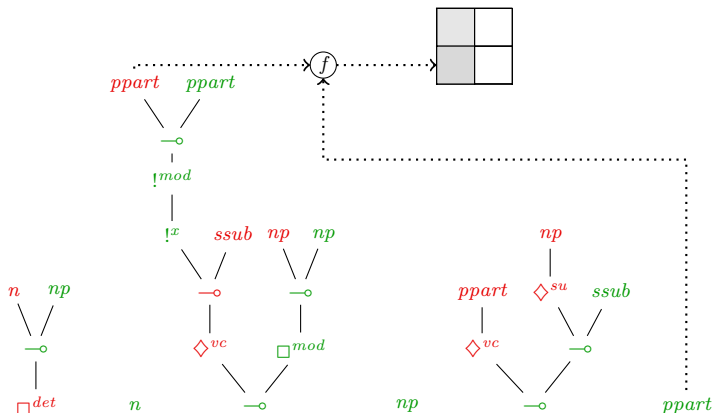 f
ppart ppart
!mod
!x ssub np np np
n np ppart ◇su ssub
◇vc □mod ◇vc
□det n np ppart